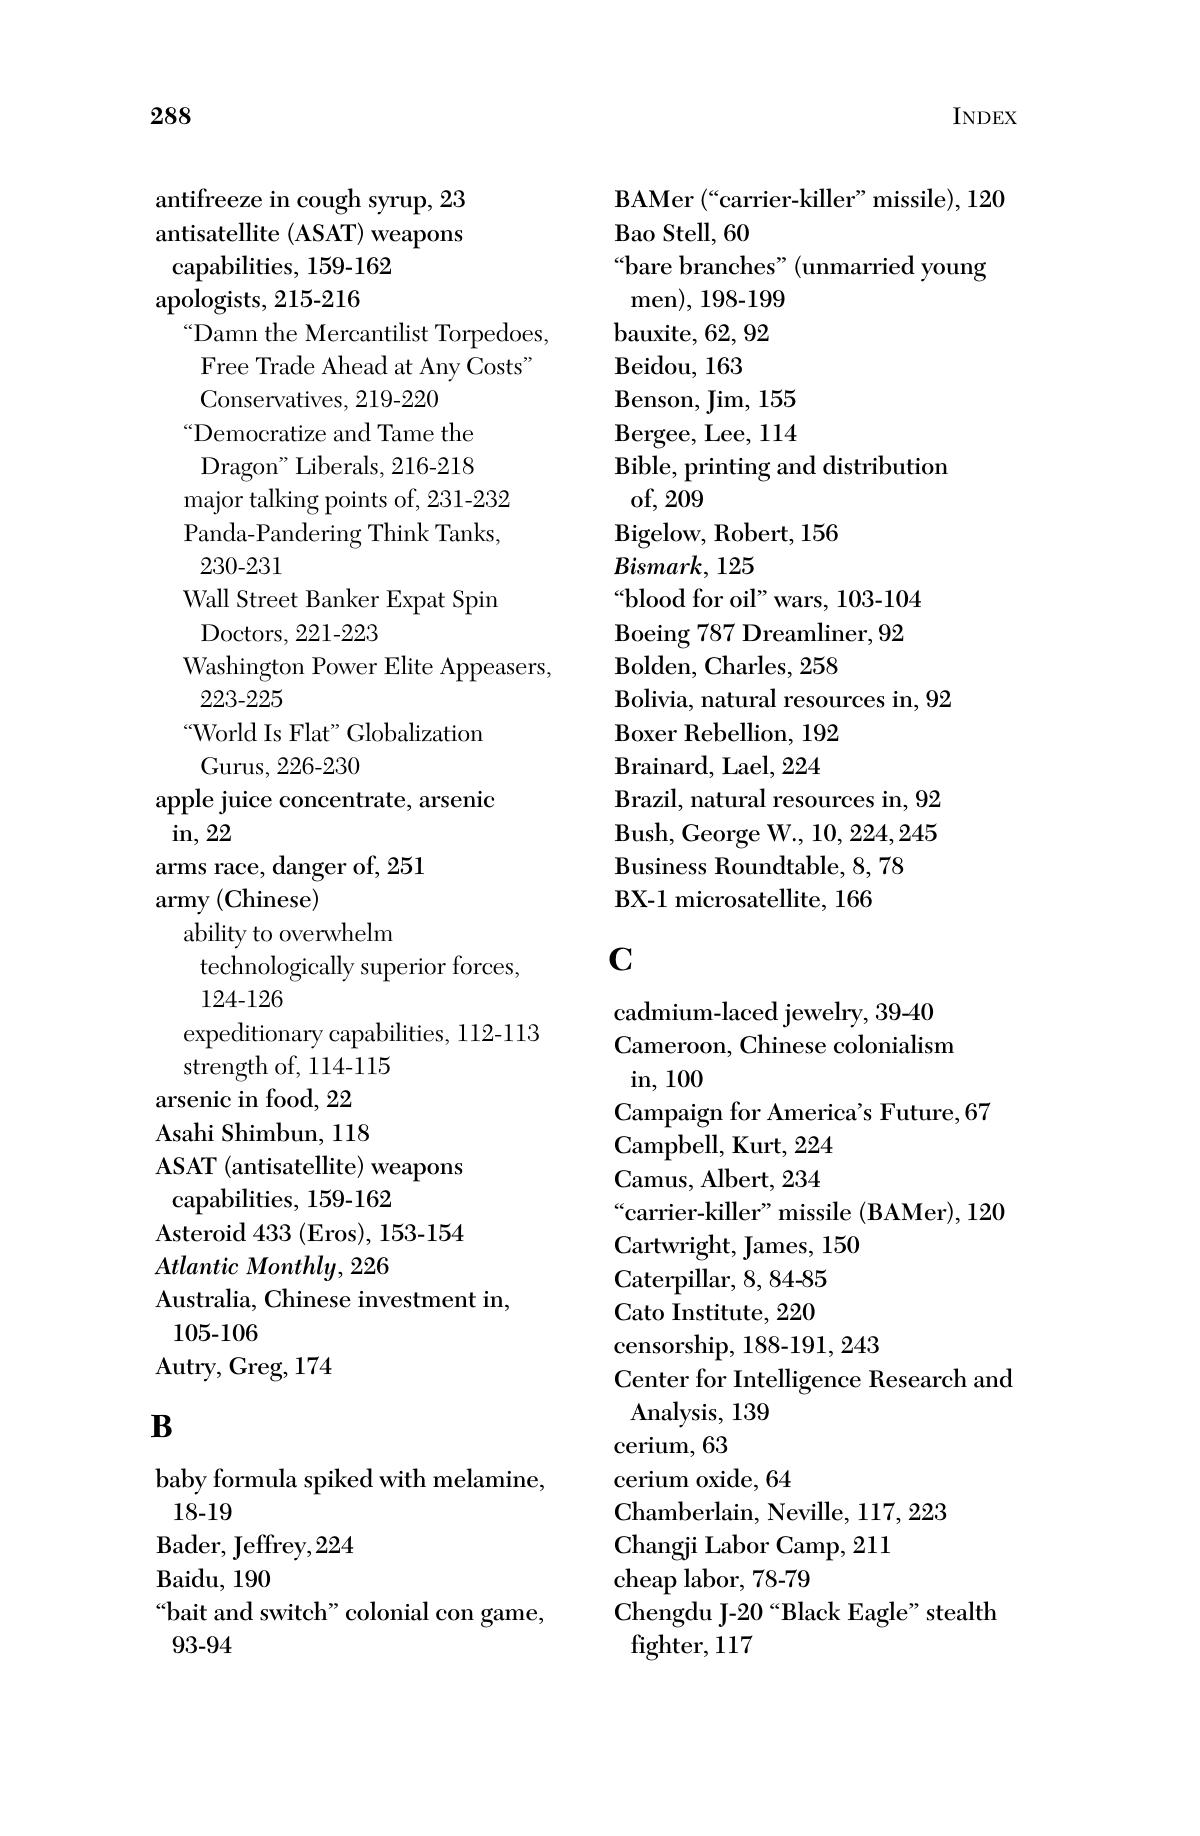 288
INDEX
antifreeze in cough syrup, 23
antisatellite (ASAT) weapons
capabilities, 159-162
apologists, 215-216
“Damn the Mercantilist Torpedoes,
Free Trade Ahead at Any Costs”
Conservatives, 219-220
“Democratize and Tame the
Dragon” Liberals, 216-218
major talking points of, 231-232
Panda-Pandering Think Tanks,
230-231
Wall Street Banker Expat Spin
Doctors, 221-223
Washington Power Elite Appeasers,
223-225
“World Is Flat” Globalization
Gurus, 226-230
apple juice concentrate, arsenic
in, 22
arms race, danger of, 251
army (Chinese)
ability to overwhelm
technologically superior forces,
124-126
expeditionary capabilities, 112-113
strength of, 114-115
arsenic in food, 22
Asahi Shimbun, 118
ASAT (antisatellite) weapons
capabilities, 159-162
Asteroid 433 (Eros), 153-154
Atlantic Monthly, 226
Australia, Chinese investment in,
105-106
Autry, Greg, 174
B
baby formula spiked with melamine,
18-19
Bader, Jeffrey, 224
Baidu, 190
“bait and switch” colonial con game,
93-94
BAMer (“carrier-killer” missile), 120
Bao Stell, 60
“bare branches” (unmarried young
men), 198-199
bauxite, 62, 92
Beidou, 163
Benson, Jim, 155
Bergee, Lee, 114
Bible, printing and distribution
of, 209
Bigelow, Robert, 156
Bismark, 125
“blood for oil” wars, 103-104
Boeing 787 Dreamliner, 92
Bolden, Charles, 258
Bolivia, natural resources in, 92
Boxer Rebellion, 192
Brainard, Lael, 224
Brazil, natural resources in, 92
Bush, George W., 10, 224, 245
Business Roundtable, 8, 78
BX-1 microsatellite, 166
C
cadmium-laced jewelry, 39-40
Cameroon, Chinese colonialism
in, 100
Campaign for America’s Future, 67
Campbell, Kurt, 224
Camus, Albert, 234
“carrier-killer” missile (BAMer), 120
Cartwright, James, 150
Caterpillar, 8, 84-85
Cato Institute, 220
censorship, 188-191, 243
Center for Intelligence Research and
Analysis, 139
cerium, 63
cerium oxide, 64
Chamberlain, Neville, 117, 223
Changji Labor Camp, 211
cheap labor, 78-79
Chengdu J-20 “Black Eagle” stealth
fighter, 117